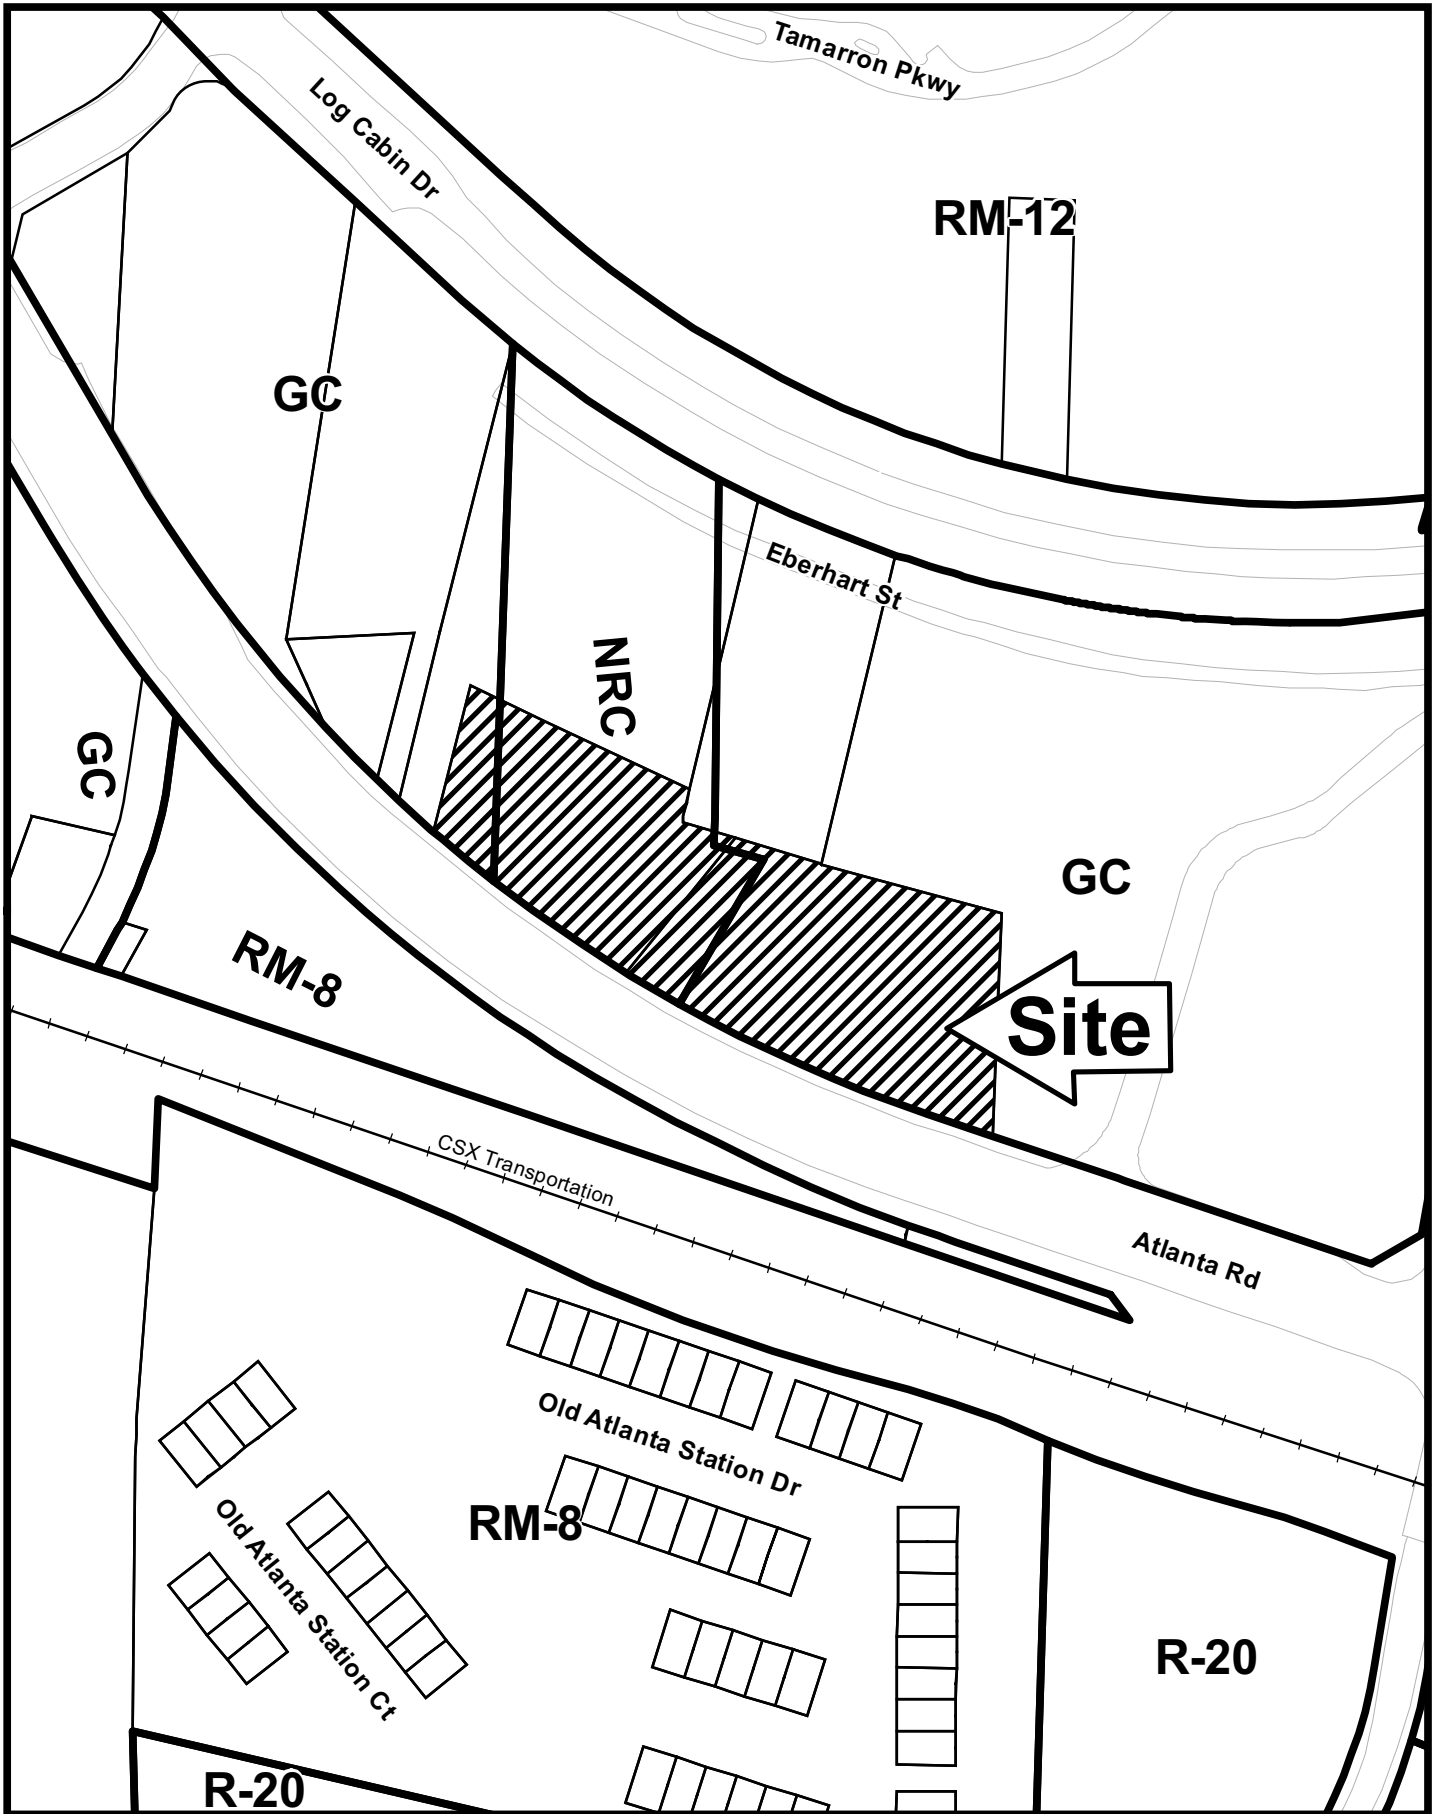 Tamarron Pkwy
Log Cabin Dr
RM-12
GC
Eberhart St
NRC
GC
GC
RM-8
Site
CSX Transportation
Atlanta Rd
Old Atlanta Station Dr
RM-8
Old Atlanta Station Ct
R-20
R-20